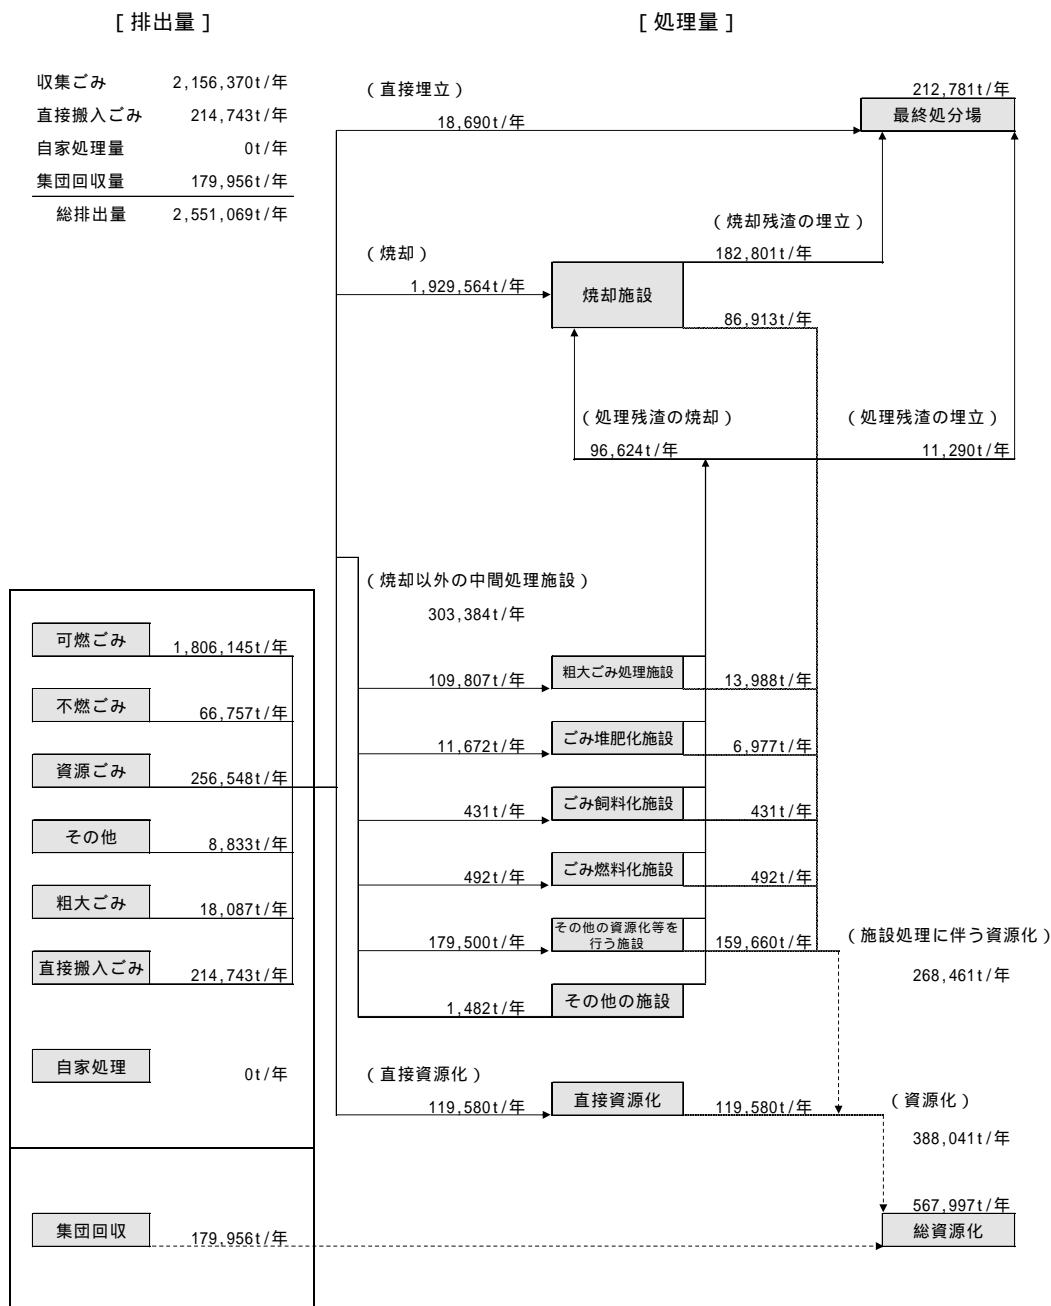 [ 排出量 ]
[ 処理量 ]
収集ごみ 2,156,370t/年
直接搬入ごみ 214,743t/年
自家処理量 0t/年
集団回収量 179,956t/年
総排出量 2,551,069t/年
(直接埋立)
18,690t/年
212,781t/年
最終処分場
(焼却残渣の埋立)
182,801t/年
(焼却)
1,929,564t/年
焼却施設
86,913t/年
(処理残渣の焼却)
96,624t/年
(処理残渣の埋立)
11,290t/年
(焼却以外の中間処理施設)
303,384t/年
可燃ごみ 1,806,145t/年
不燃ごみ 66,757t/年
資源ごみ 256,548t/年
その他 8,833t/年
粗大ごみ 18,087t/年
直接搬入ごみ 214,743t/年
自家処理 0t/年
109,807t/年 粗大ごみ処理施設 13,988t/年
11,672t/年 ごみ堆肥化施設 6,977t/年
431t/年 ごみ飼料化施設 431t/年
492t/年 ごみ燃料化施設 492t/年
179,500t/年 その他の資源化等を
行う施設 159,660t/年
1,482t/年 その他の施設
(施設処理に伴う資源化)
268,461t/年
(直接資源化)
119,580t/年 直接資源化 119,580t/年
(資源化)
388,041t/年
567,997t/年
総資源化
集団回収 179,956t/年